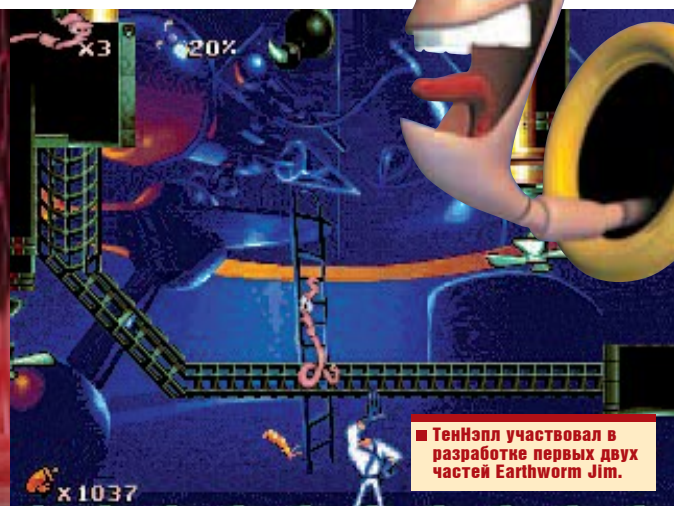 x3
20%
ТенНэпл участвовал в
разработке первых двух
частей Earthworm Jim.
x1037